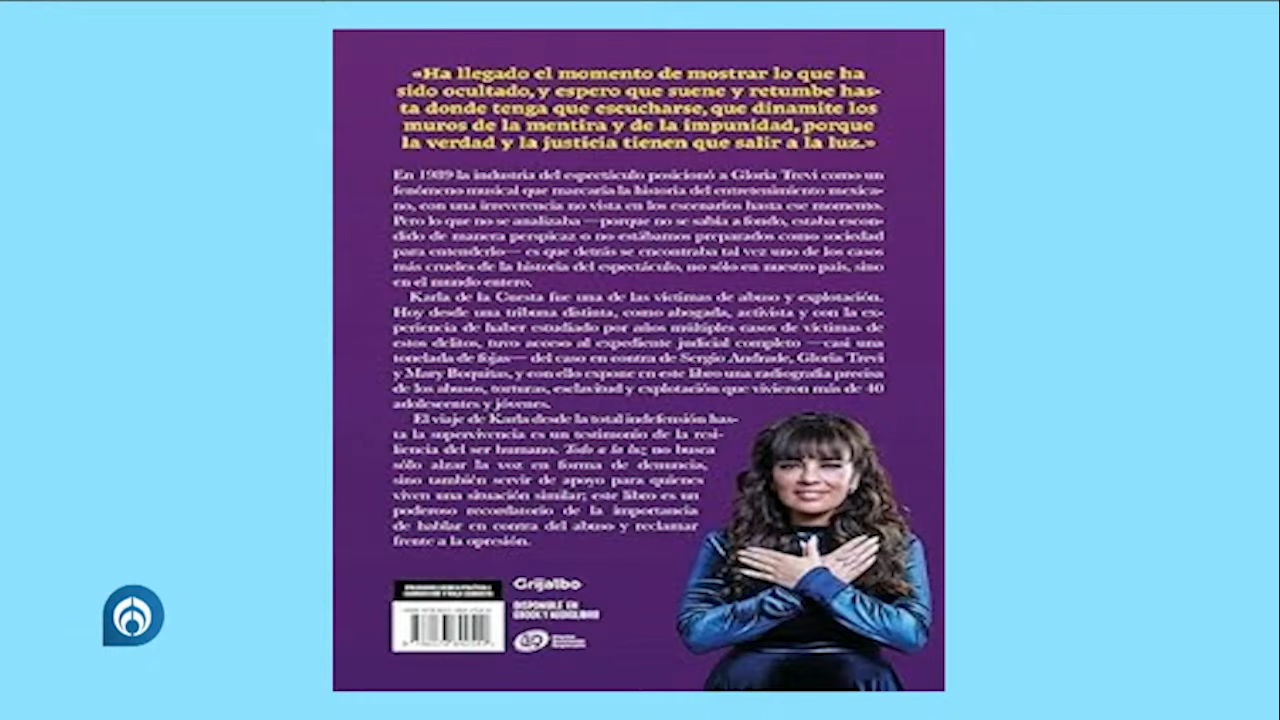 «Ha llegado el momento de mostrar lo que ha
sido ocultado, y espero que suene y retumbe has-
ta donde tenga que escucharse, que dinamite los
muros de la mentira y de la impunidad, porque
la verdad y la justicia tienen que salir a la luz.»
En 1989 la industria del espectáculo posicionó a Gloria Trevi como un
fenómeno musical que marcaría la historia del entretenimiento mexica-
no, con una irreverencia no vista en los escenarios hasta ese momento.
Pero lo que no se analizaba —porque no se sabía a fondo, estaba escon-
dido de manera perspicaz o no estábamos preparados como sociedad
para entenderlo— es que detrás se encontraba tal vez uno de los casos
más crueles de la historia del espectáculo, no sólo en nuestro país, sino
en el mundo entero.
Karla de la Cuesta fue una de las víctimas de abuso y explotación.
Hoy desde una tribuna distinta, como abogada, activista y con la ex-
periencia de haber estudiado por años múltiples casos de víctimas de
estos delitos, tuvo acceso al expediente judicial completo —casi una
tonelada de fojas— del caso en contra de Sergio Andrade, Gloria Trevi
y Mary Boquitas, y con ello expone en este libro una radiografía precisa
de los abusos, torturas, esclavitud y explotación que vivieron más de 40
adolescentes y jóvenes.
El viaje de Karla desde la total indefensión has-
ta la supervivencia es un testimonio de la resi-
liencia del ser humano. Todo a la luz no busca
sólo alzar la voz en forma de denuncia,
sino también servir de apoyo para quienes
viven una situación similar; este libro es un
poderoso recordatorio de la importancia
de hablar en contra del abuso y reclamar
frente a la opresión.
Grijalbo
DISPONIBLE EN
EBOOK Y AUDIOLIBRO